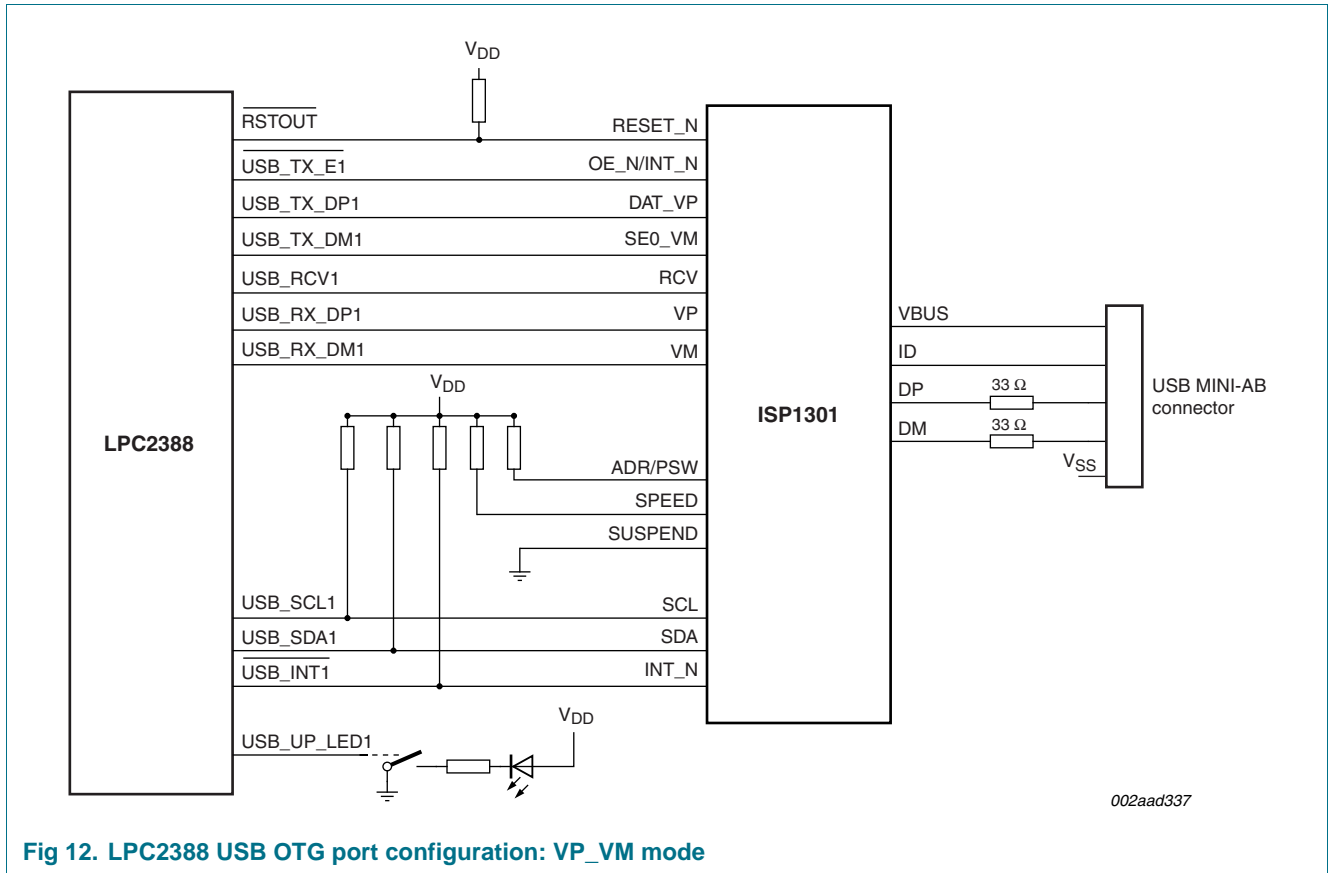 VDD
RSTOUT
RESET_N
USB_TX_E1
OE_N/INT_N
USB_TX_DP1
DAT_VP
USB_TX_DM1
SE0_VM
USB_RCV1
RCV
USB_RX_DP1
VP
USB_RX_DM1
VM
VBUS
ID
DP
33 Ω
DM
33 Ω
VSS
USB MINI-AB
connector
LPC2388
ISP1301
VDD
ADR/PSW
SPEED
SUSPEND
USB_SCL1
SCL
USB_SDA1
SDA
USB_INT1
INT_N
VDD
USB_UP_LED1
002aad337
Fig 12. LPC2388 USB OTG port configuration: VP_VM mode